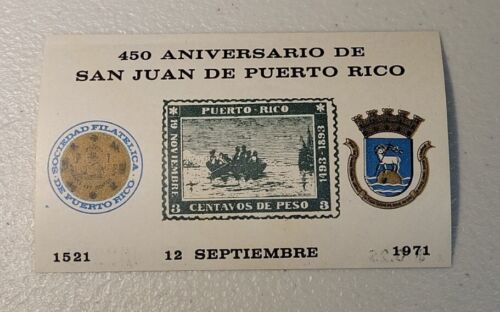 450 ANIVERSARIO DE
SAN JUAN DE PUERTO RICO
SOCIEDAD FILATELICA
DE PUERTO RICO
PUERTO-RICO
19 NOVIEMBRE
1493-1893
3 CENTAVOS DE PESO 3
1521 12 SEPTIEMBRE 1971